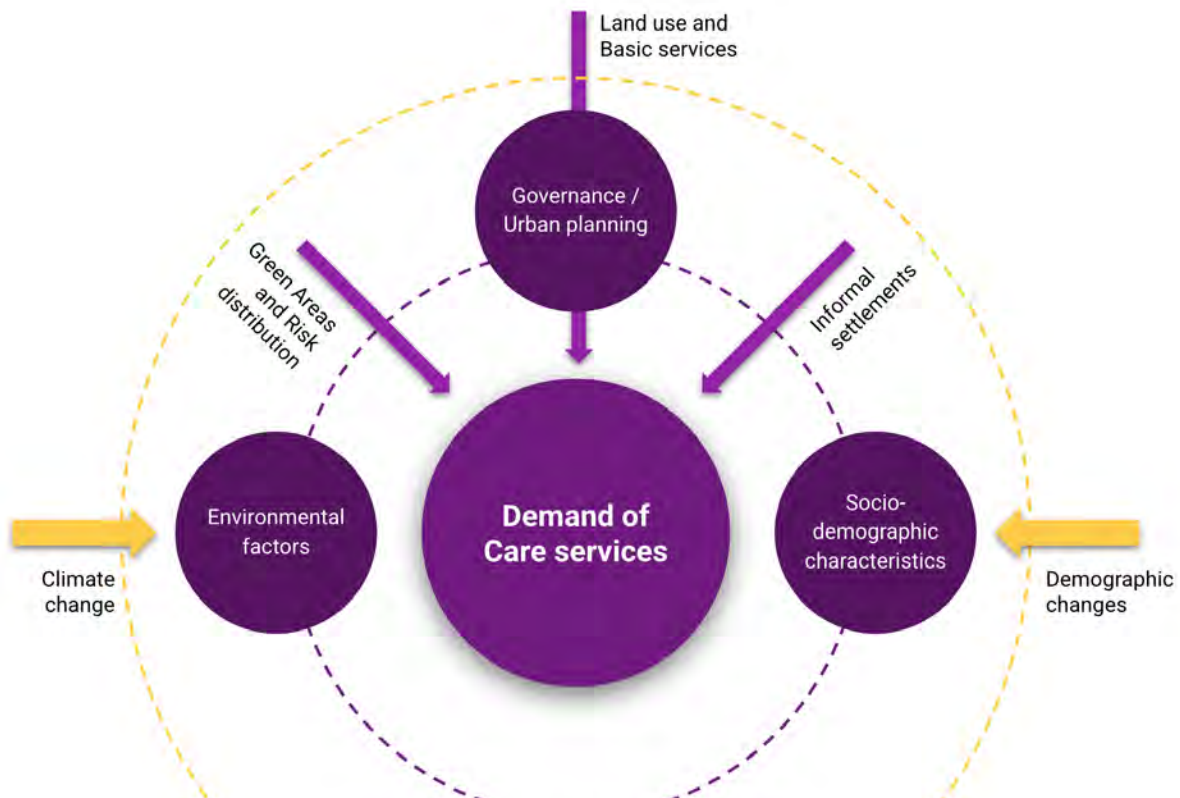 Land use and
Basic services
Governance /
Urban planning
Green Areas
and Risk
distribution
Informal
settlements
Environmental
factors
Demand of
Care services
Socio-
demographic
characteristics
Climate
change
Demographic
changes